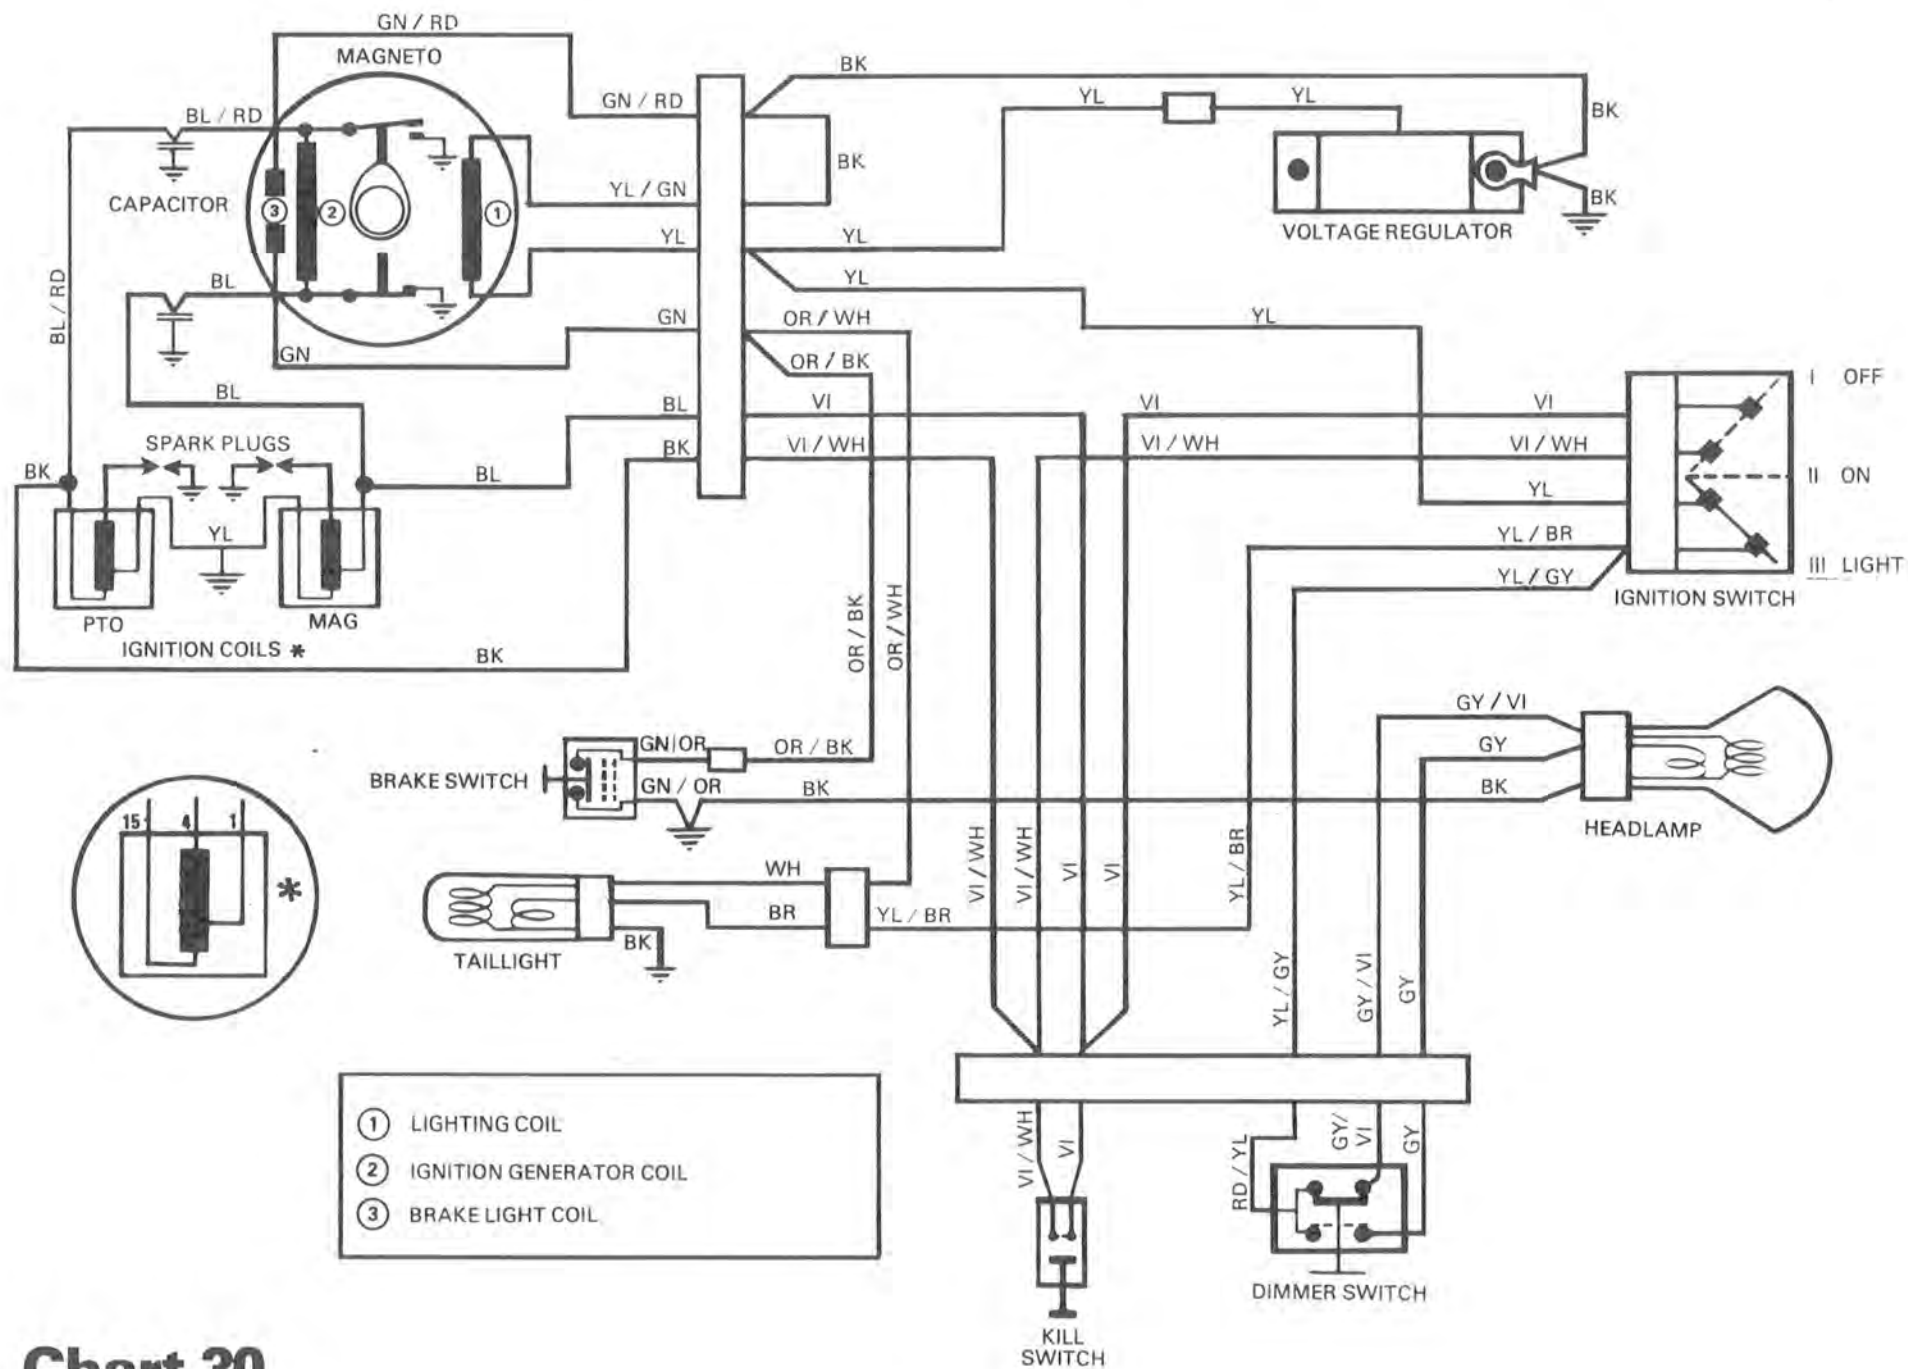 GN / RD
MAGNETO
BL / RD
CAPACITOR
3
2
1
GN / RD
YL / GN
YL
BL
BL / RD
GN
GN
BL
BL
BK
BL
BK
BK
BK
YL
YL
BK
BK
VOLTAGE REGULATOR
YL
YL
YL
OR / WH
OR / BK
VI
VI / WH
VI
VI / WH
VI
VI / WH
YL
YL / BR
YL / GY
I OFF
II ON
III LIGHT
IGNITION SWITCH
SPARK PLUGS
BK
YL
PTO
MAG
IGNITION COILS *
OR / BK
OR / WH
BRAKE SWITCH
GN/OR
OR / BK
GN / OR
BK
GY / VI
GY
BK
HEADLAMP
15
4
1
*
WH
BR
BK
YL / BR
TAILLIGHT
VI / WH
VI / WH
VI
VI
YL / BR
YL / GY
GY / VI
GY
1 LIGHTING COIL
2 IGNITION GENERATOR COIL
3 BRAKE LIGHT COIL
VI / WH
VI
RD / YL
GY/
VI
GY
KILL
SWITCH
DIMMER SWITCH
Chart 30